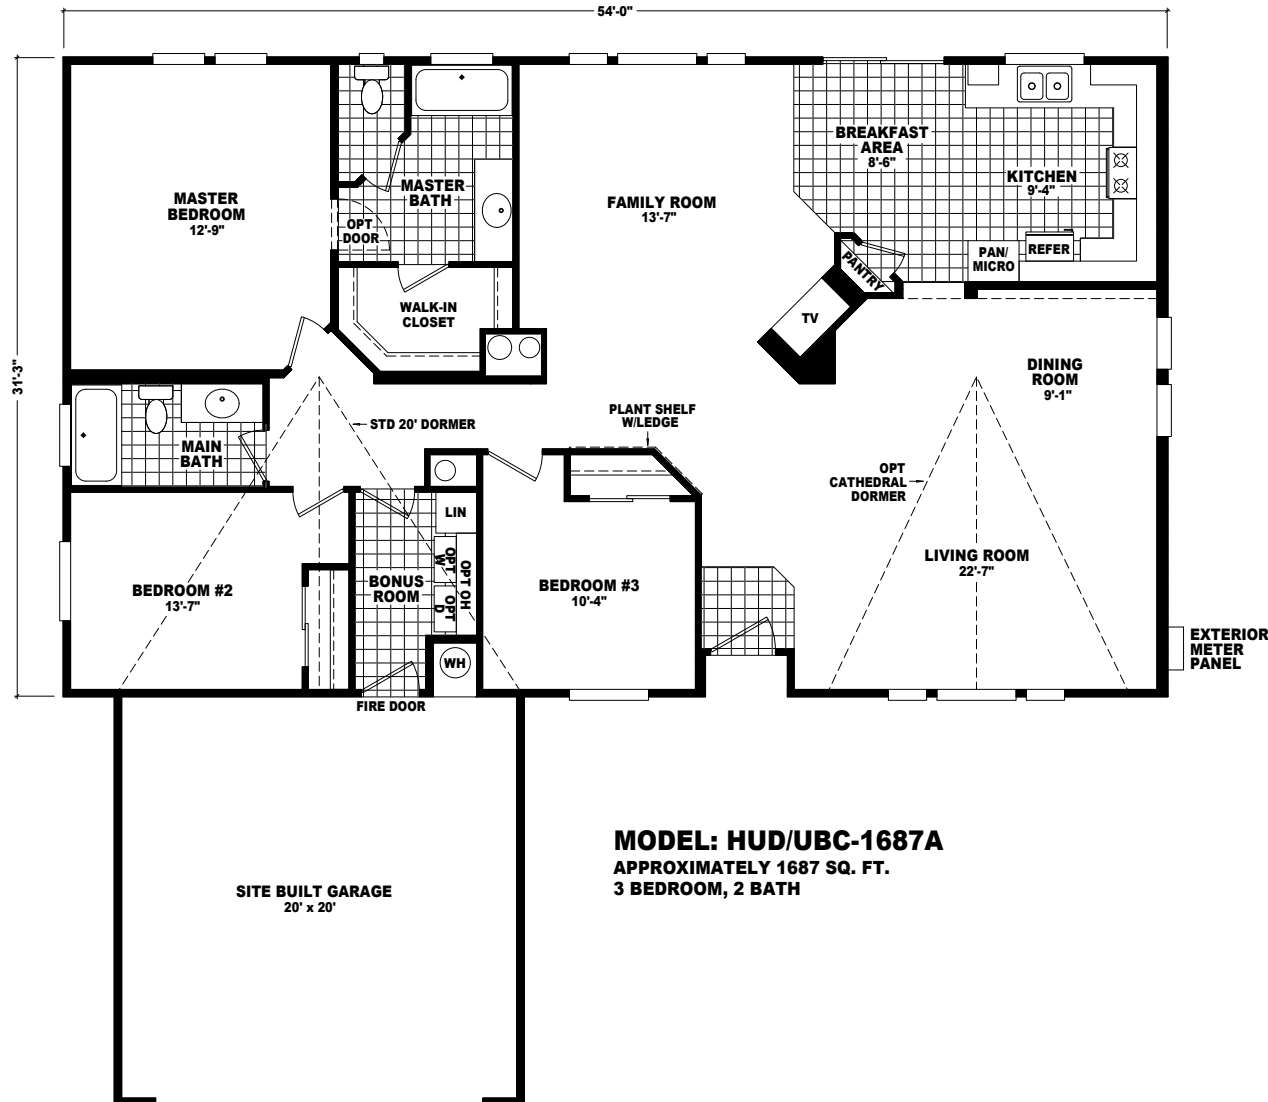 54'-0"
31'-3"
MASTER
BEDROOM
12'-9"
OPT
DOOR
MASTER
BATH
WALK-IN
CLOSET
FAMILY ROOM
13'-7"
BREAKFAST
AREA
8'-6"
KITCHEN
9'-4"
PAN/
MICRO
REFER
PANTRY
TV
DINING
ROOM
9'-1"
MAIN
BATH
STD 20' DORMER
PLANT SHELF
W/LEDGE
OPT
CATHEDRAL
DORMER
LIVING ROOM
22'-7"
BEDROOM #2
13'-7"
BONUS
ROOM
LIN
OPT
W
OPT
D
OPT OH
WH
BEDROOM #3
10'-4"
EXTERIOR
METER
PANEL
FIRE DOOR
SITE BUILT GARAGE
20' x 20'
MODEL: HUD/UBC-1687A
APPROXIMATELY 1687 SQ. FT.
3 BEDROOM, 2 BATH